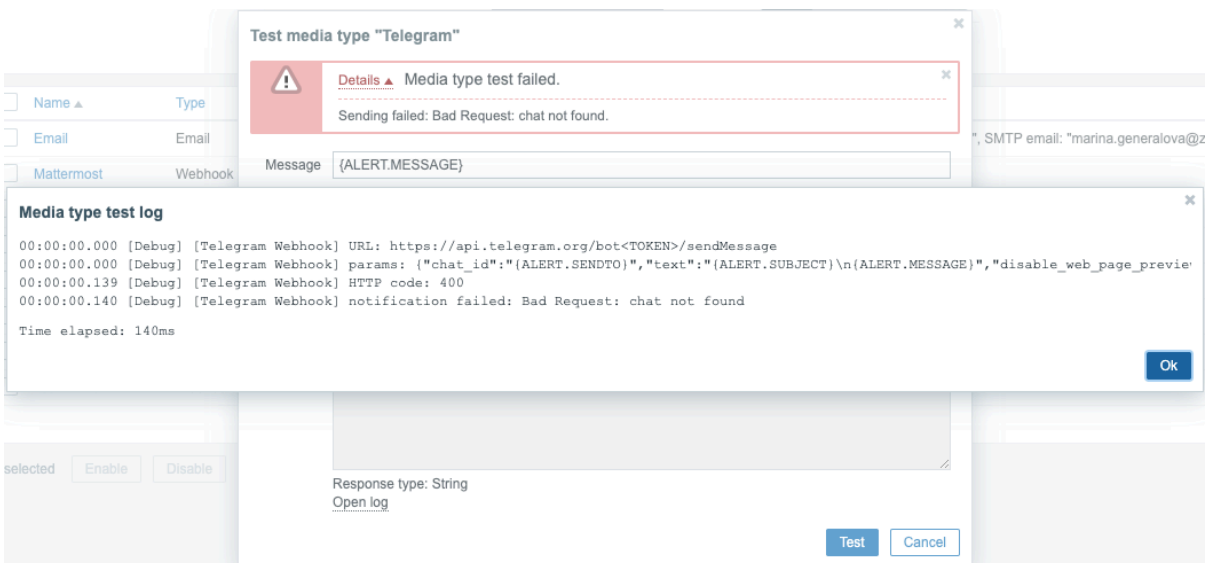 Test media type "Telegram"
Details ▲ Media type test failed.
Sending failed: Bad Request: chat not found.
Name ▲ Type
Email Email ", SMTP email: "marina.generalova@z
Message {ALERT.MESSAGE}
Mattermost Webhook
Media type test log
00:00:00.000 [Debug] [Telegram Webhook] URL: https://api.telegram.org/bot<TOKEN>/sendMessage
00:00:00.000 [Debug] [Telegram Webhook] params: {"chat_id":"{ALERT.SENDTO}","text":"{ALERT.SUBJECT}\n{ALERT.MESSAGE}","disable_web_page_preview
00:00:00.139 [Debug] [Telegram Webhook] HTTP code: 400
00:00:00.140 [Debug] [Telegram Webhook] notification failed: Bad Request: chat not found
Time elapsed: 140ms
Ok
selected Enable Disable
Response type: String
Open log
Test Cancel